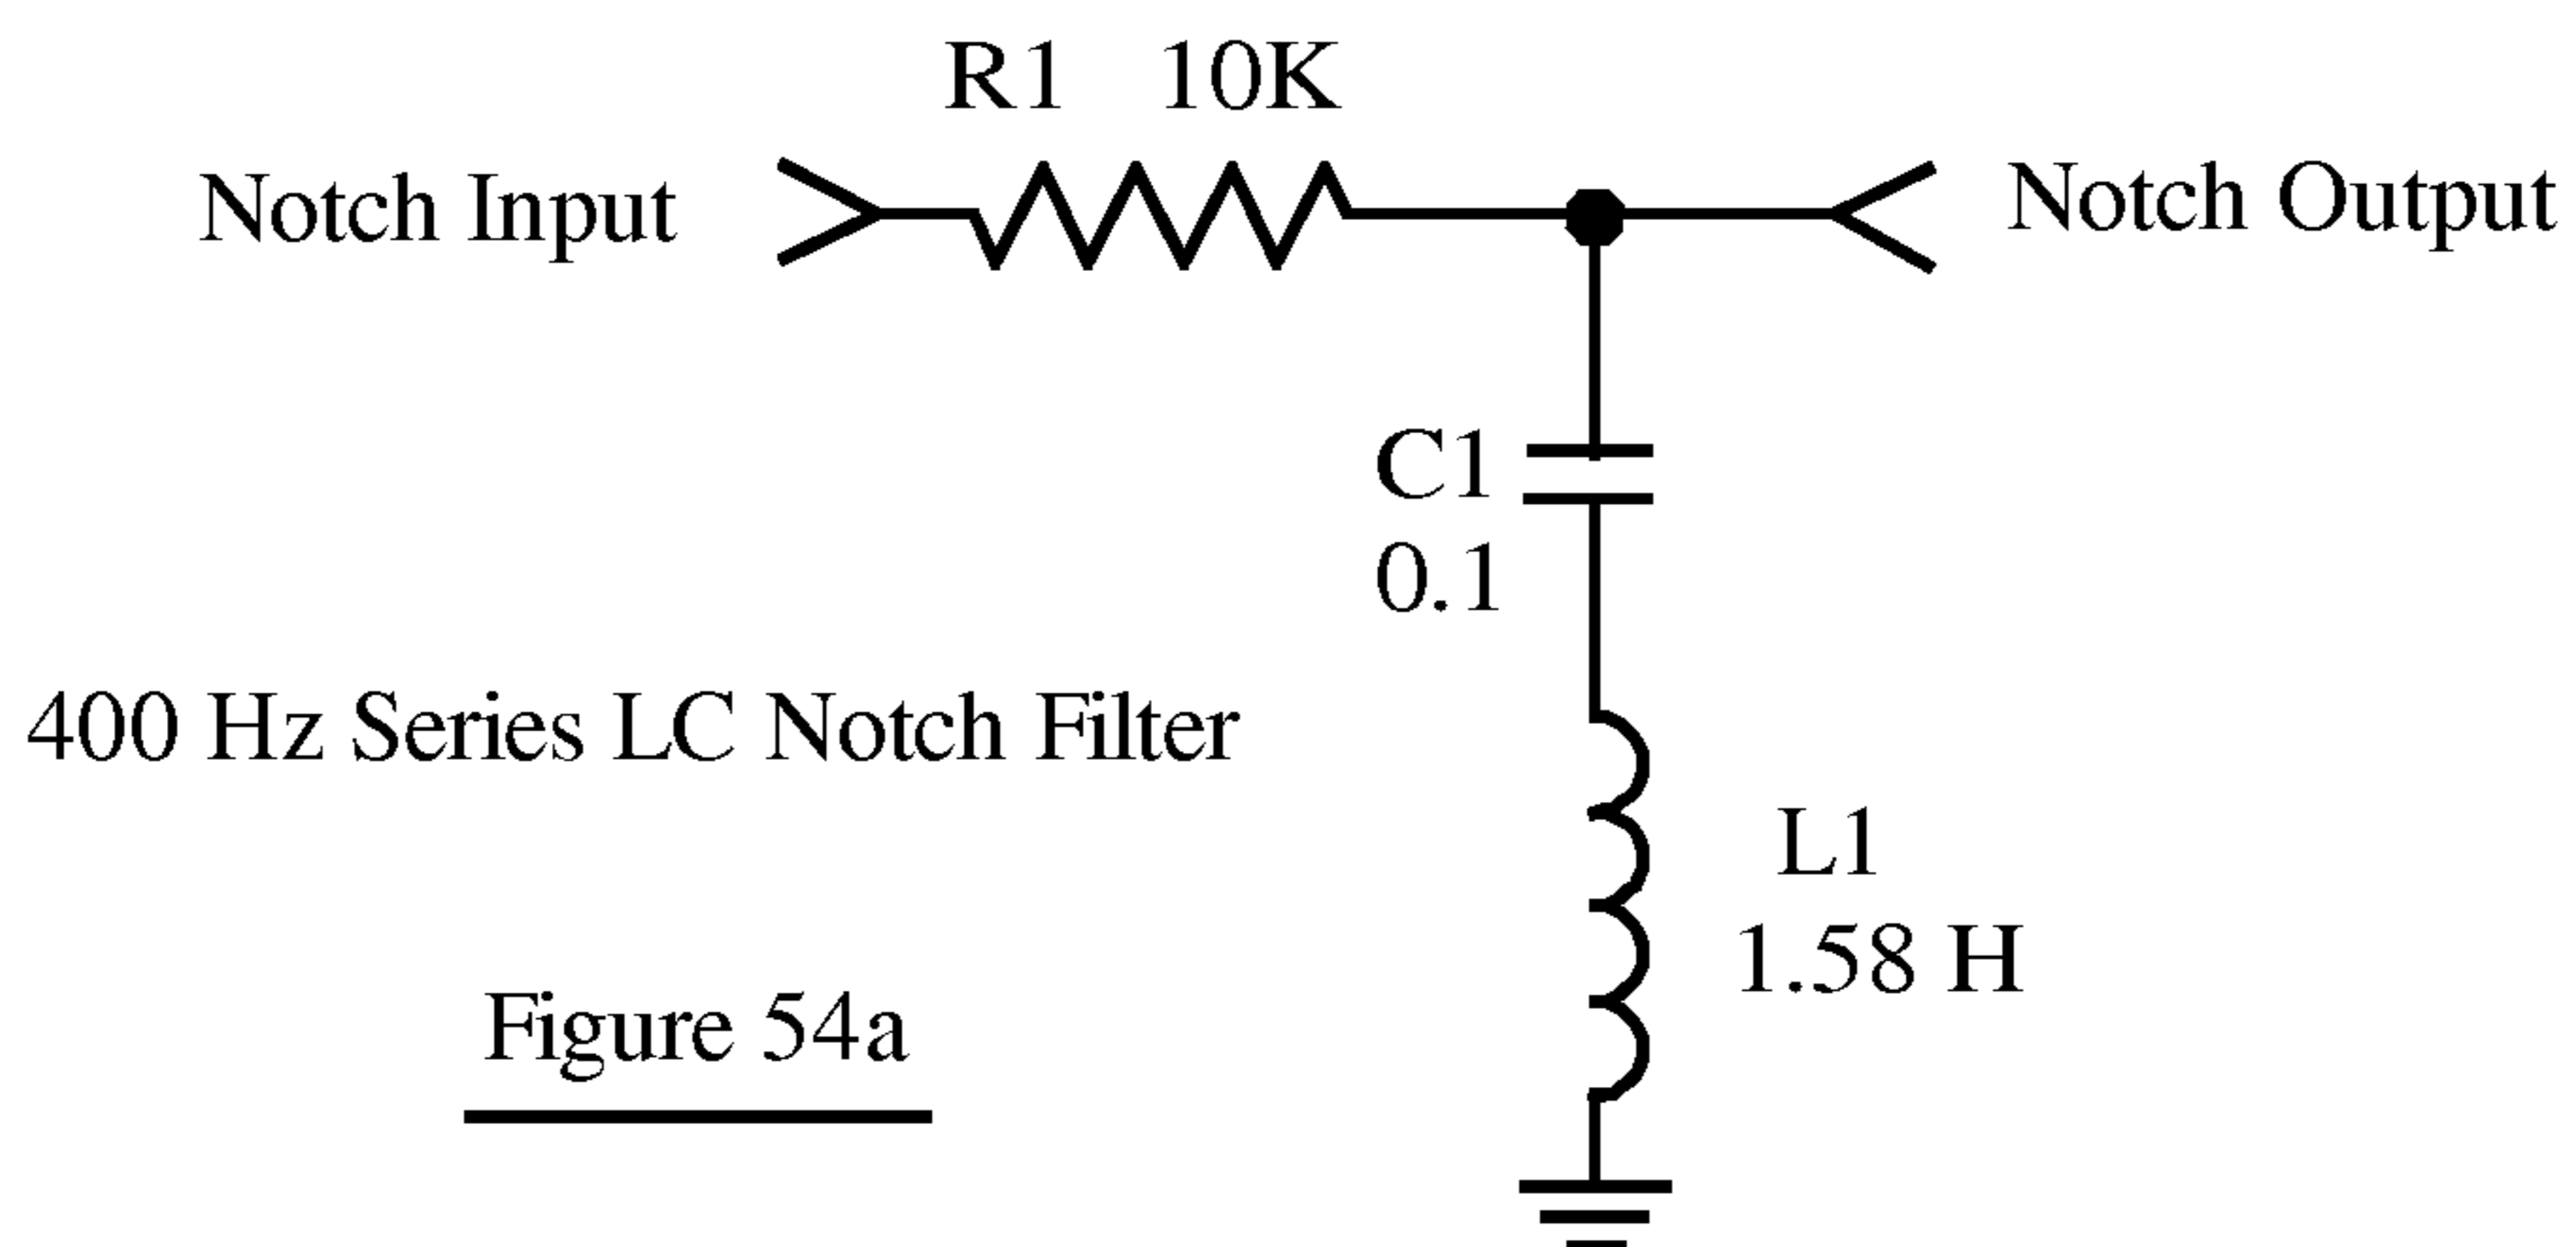 R1 10K
Notch Input
Notch Output
C1
0.1
400 Hz Series LC Notch Filter
L1
1.58 H
Figure 54a